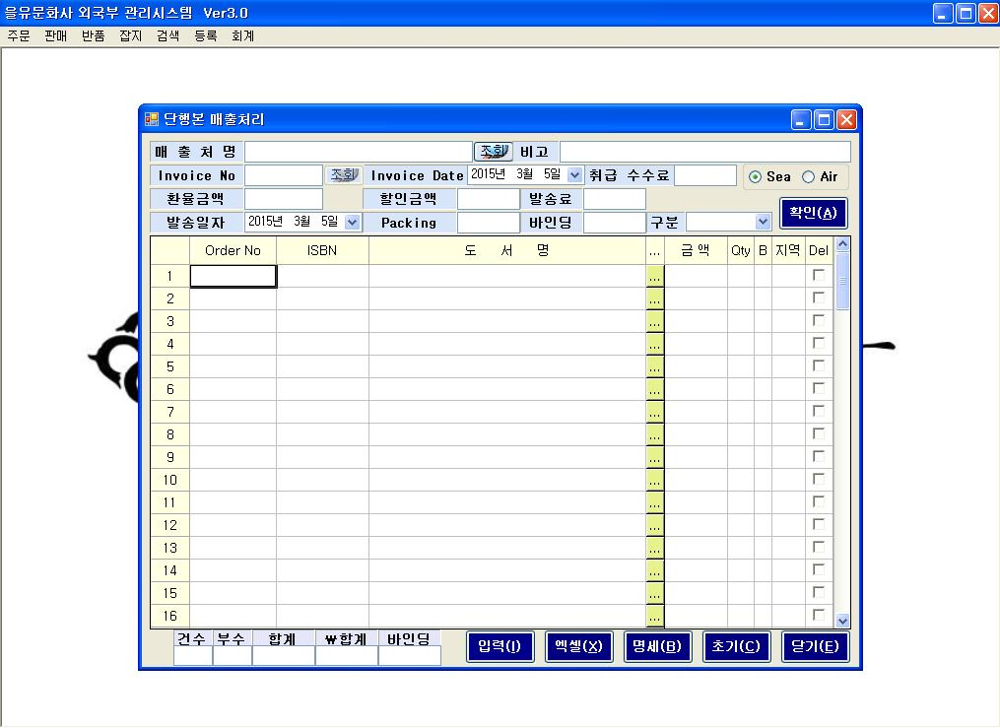 을유문화사 외국부 관리시스템 Ver3.0
주문 판매 반품 잡지 검색 등록 회계
단행본 매출처리
매 출 처 명 조회 비고
Invoice No 조회 Invoice Date 2015년 3월 5일 취급 수수료 Sea Air
환율금액 할인금액 발송료 확인(A)
발송일자 2015년 3월 5일 Packing 바인딩 구분
Order No ISBN 도 서 명 ... 금 액 Qty B 지역 Del
1 ...
2 ...
3 ...
4 ...
5 ...
6 ...
7 ...
8 ...
9 ...
10 ...
11 ...
12 ...
13 ...
14 ...
15 ...
16 ...
건수 부수 합계 ₩합계 바인딩 입력(I) 엑셀(X) 명세(B) 초기(C) 닫기(E)